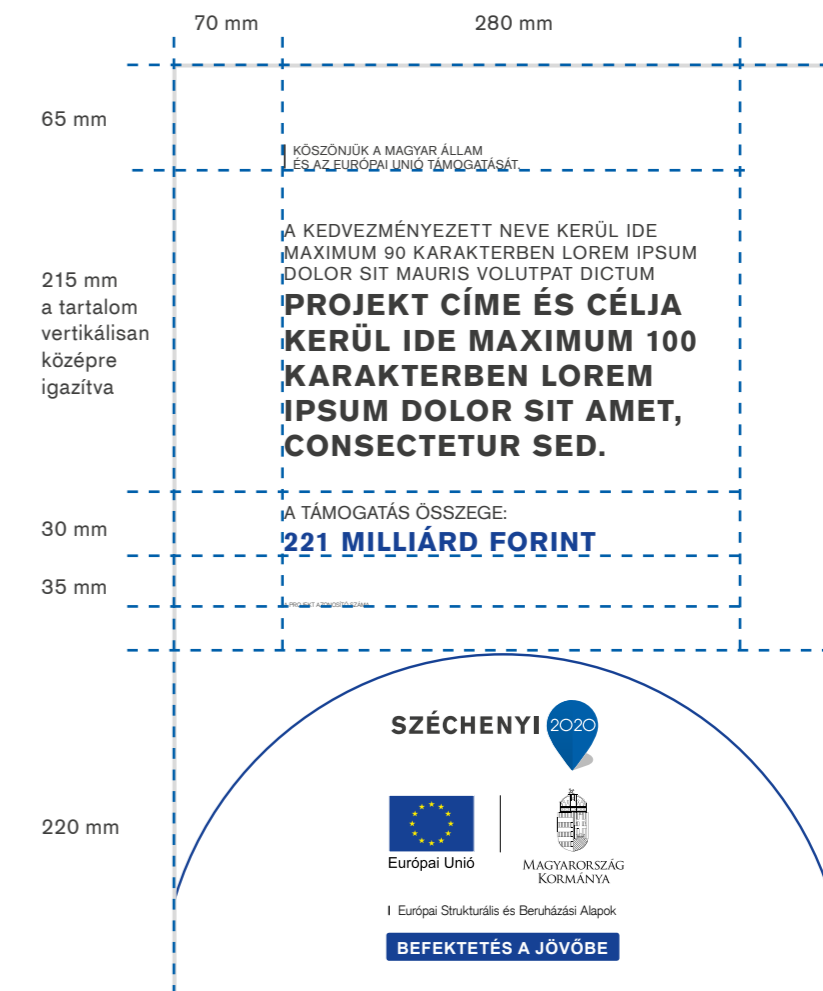 70 mm
280 mm
65 mm
KÖSZÖNJÜK A MAGYAR ÁLLAM
ÉS AZ EURÓPAI UNIÓ TÁMOGATÁSÁT.
A KEDVEZMÉNYEZETT NEVE KERÜL IDE
MAXIMUM 90 KARAKTERBEN LOREM IPSUM
DOLOR SIT MAURIS VOLUTPAT DICTUM
215 mm
a tartalom
vertikálisan
középre
igazítva
PROJEKT CÍME ÉS CÉLJA
KERÜL IDE MAXIMUM 100
KARAKTERBEN LOREM
IPSUM DOLOR SIT AMET,
CONSECTETUR SED.
30 mm
A TÁMOGATÁS ÖSSZEGE:
221 MILLIÁRD FORINT
35 mm
A PROJEKT AZONOSÍTÓ SZÁMA
220 mm
SZÉCHENYI 2020
Európai Unió
MAGYARORSZÁG
KORMÁNYA
Európai Strukturális és Beruházási Alapok
BEFEKTETÉS A JÖVŐBE